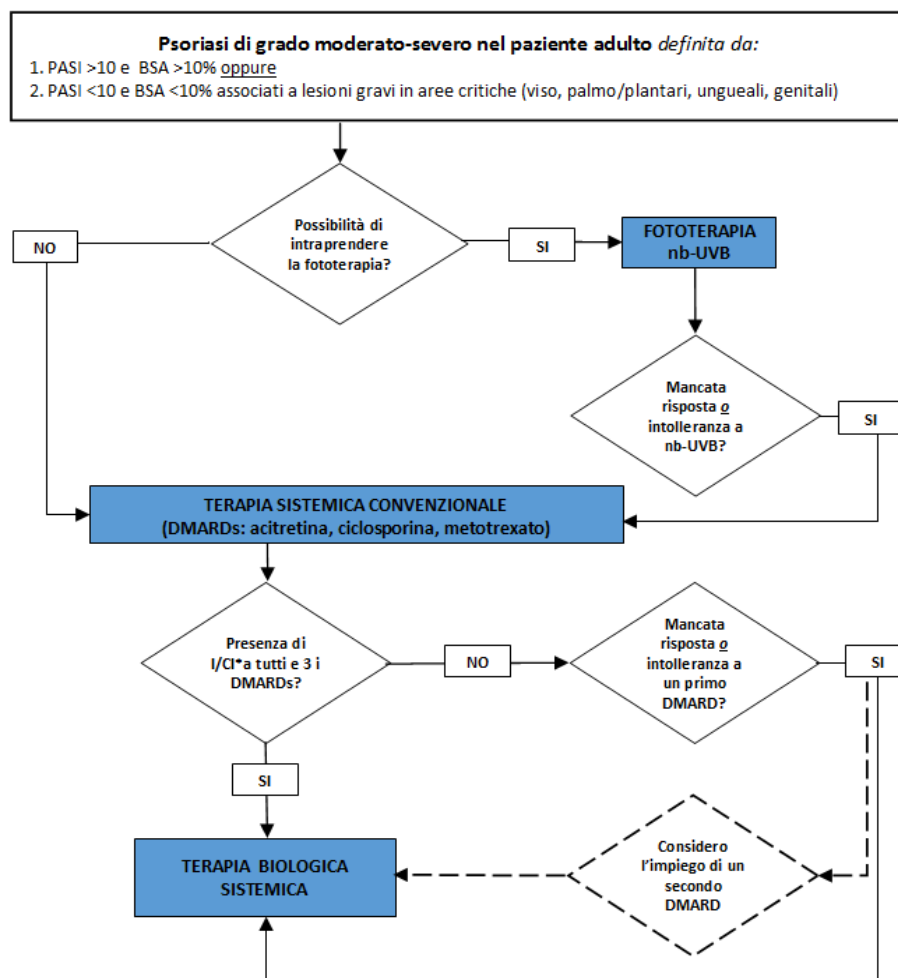 Psoriasi di grado moderato-severo nel paziente adulto definita da:
1. PASI >10 e BSA >10% oppure
2. PASI <10 e BSA <10% associati a lesioni gravi in aree critiche (viso, palmo/plantari, ungueali, genitali)
Possibilità di
intraprendere
la fototerapia?
NO
SI
FOTOTERAPIA
nb-UVB
Mancata
risposta o
intolleranza a
nb-UVB?
SI
TERAPIA SISTEMICA CONVENZIONALE
(DMARDs: acitretina, ciclosporina, metotrexato)
Presenza di
I/CI*a tutti e 3 i
DMARDs?
NO
Mancata
risposta o
intolleranza a
un primo
DMARD?
SI
SI
TERAPIA BIOLOGICA
SISTEMICA
Considero
l'impiego di un
secondo
DMARD